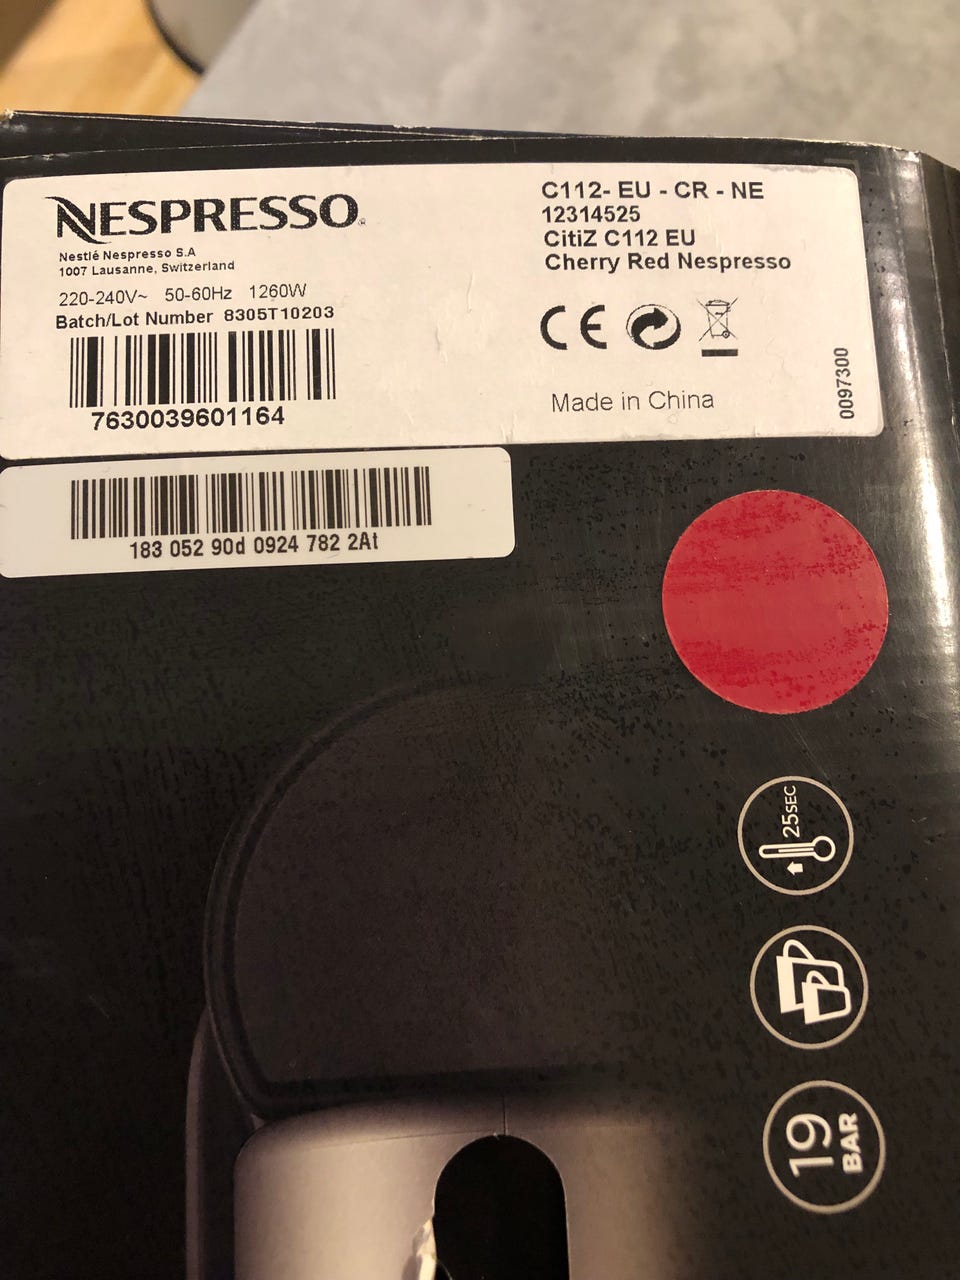 NESPRESSO®
Nestlé Nespresso S.A
1007 Lausanne, Switzerland
220-240V~ 50-60Hz 1260W
Batch/Lot Number 8305T10203
7630039601164
C112- EU - CR - NE
12314525
CitiZ C112 EU
Cherry Red Nespresso
CE
Made in China
0097300
183 052 90d 0924 782 2At
25SEC
19
BAR